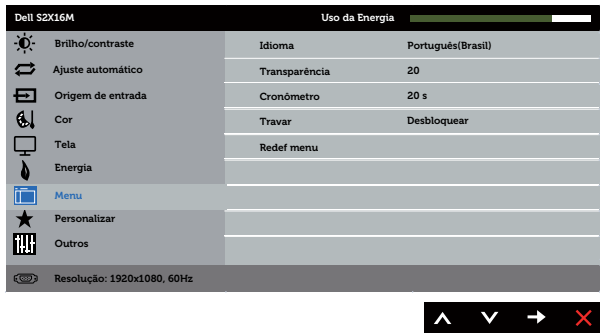 Dell S2X16M Uso da Energia
Brilho/contraste
Ajuste automático
Origem de entrada
Cor
Tela
Energia
Menu
Personalizar
Outros
Idioma Português(Brasil)
Transparência 20
Cronômetro 20 s
Travar Desbloquear
Redef menu
Resolução: 1920x1080, 60Hz